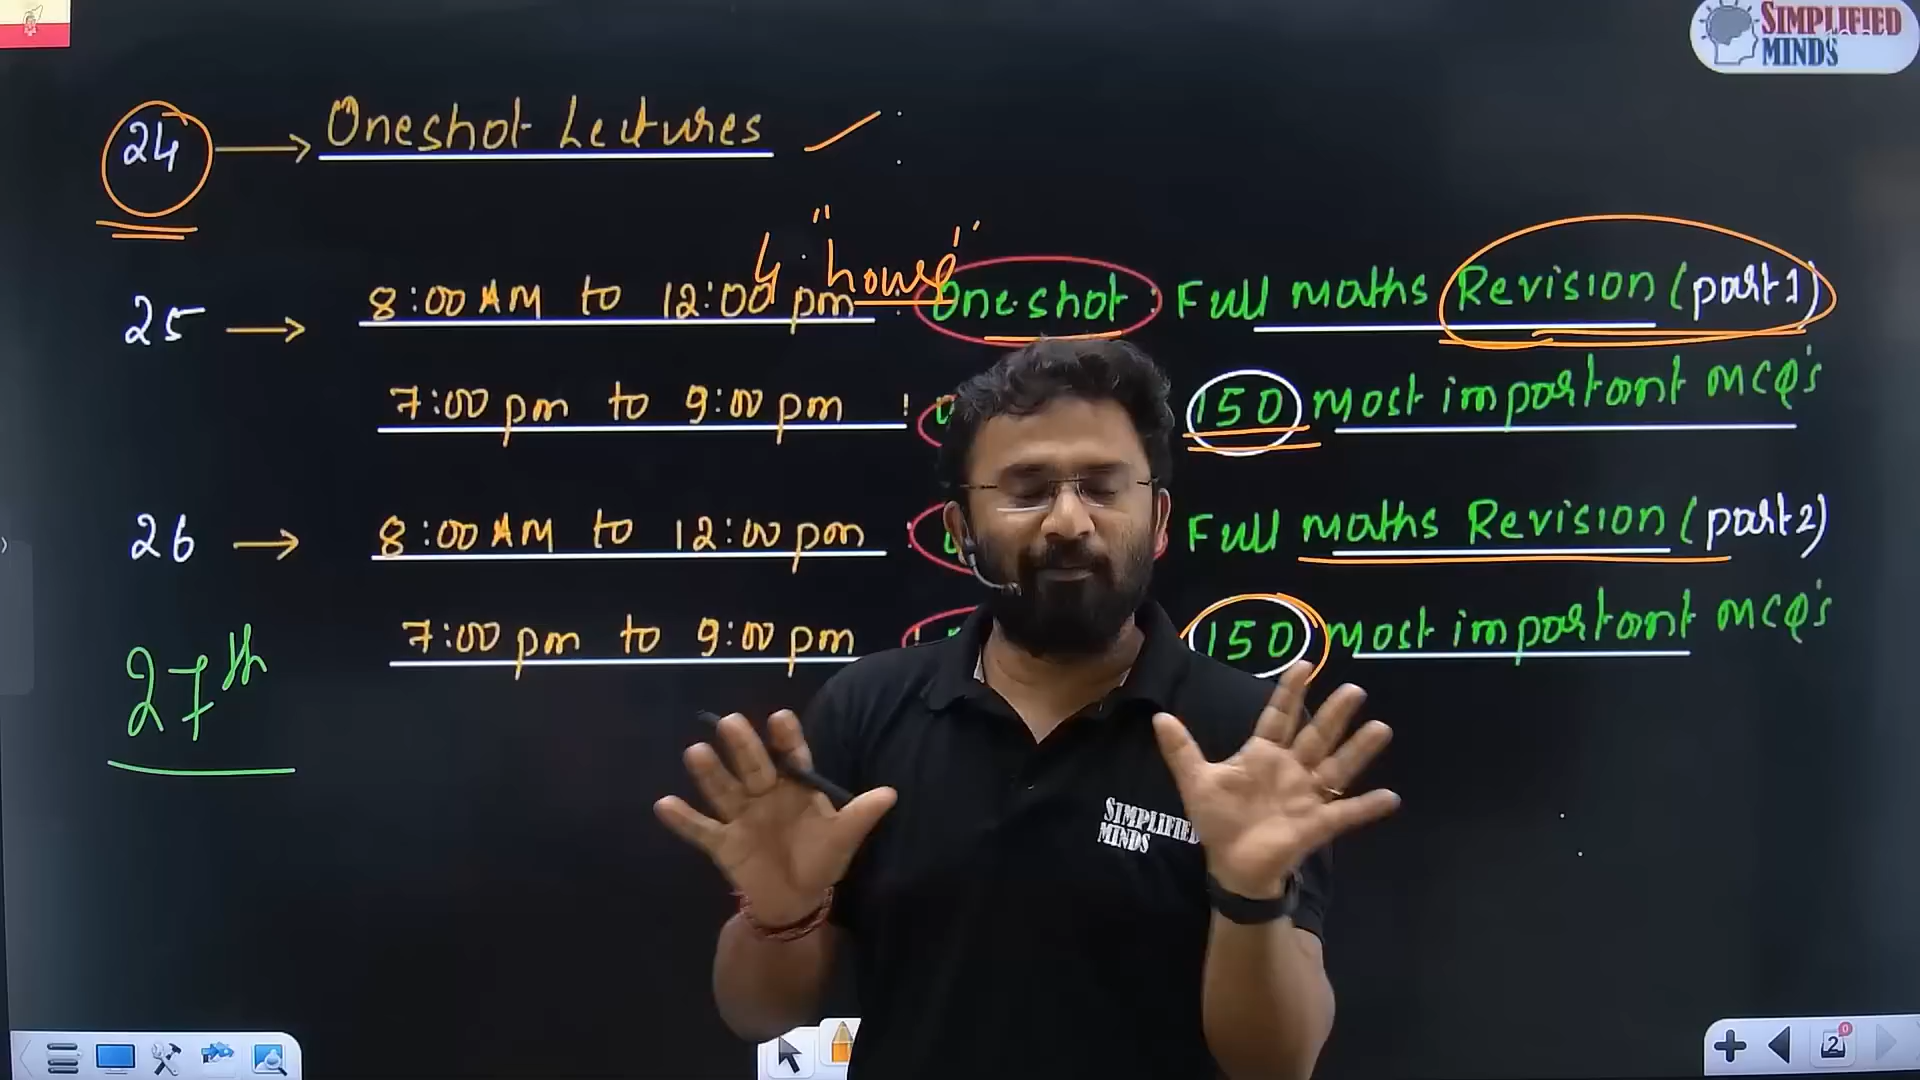 SIMPLIFIED
MINDS
24 → Oneshot Lectures
4 "hours"
25 → 8:00 AM to 12:00 pm : Oneshot : Full maths Revision (part 1)
7:00 pm to 9:00 pm : 150 most important mcq's
26 → 8:00 AM to 12:00 pm : Full maths Revision (part 2)
7:00 pm to 9:00 pm : 150 most important mcq's
27th
SIMPLIFIED
MINDS
2
0